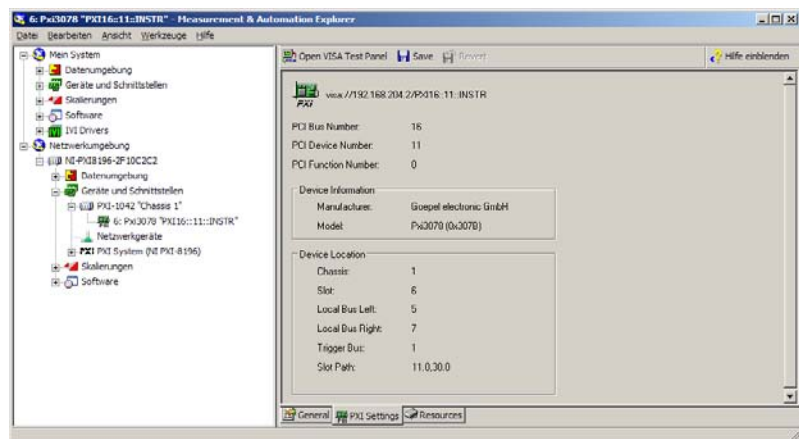 6: Pxi3078 "PXI16::11::INSTR" - Measurement & Automation Explorer
Datei Bearbeiten Ansicht Werkzeuge Hilfe
Mein System
Datenumgebung
Geräte und Schnittstellen
Skalierungen
Software
IVI Drivers
Netzwerkumgebung
NI-PXI8196-2F10C2C2
Datenumgebung
Geräte und Schnittstellen
PXI-1042 "Chassis 1"
6: Pxi3078 "PXI16::11::INSTR"
Netzwerkgeräte
PXI PXI System (NI PXI-8196)
Skalierungen
Software
Open VISA Test Panel Save Revert Hilfe einblenden
PXI
visa://192.168.204.2/PXI16::11::INSTR
PCI Bus Number: 16
PCI Device Number: 11
PCI Function Number: 0
Device Information
Manufacturer: Goepel electronic GmbH
Model: Pxi3078 (0x3078)
Device Location
Chassis: 1
Slot: 6
Local Bus Left: 5
Local Bus Right: 7
Trigger Bus: 1
Slot Path: 11.0,30.0
General PXI Settings Resources